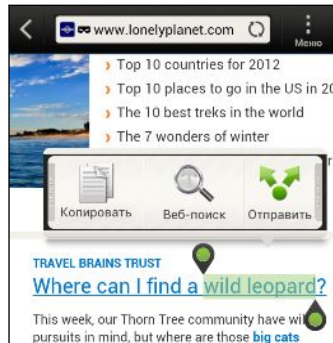 www.lonelyplanet.com
Меню
Top 10 countries for 2012
Top 10 places to go in the US in 20
The 10 best treks in the world
The 7 wonders of winter
Копировать
Веб-поиск
Отправить
TRAVEL BRAINS TRUST
Where can I find a wild leopard?
This week, our Thorn Tree community have wil
pursuits in mind, but where are those big cats